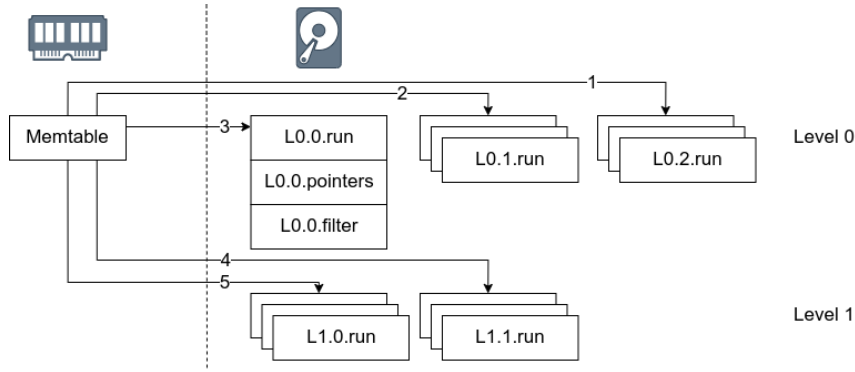 1
2
Memtable
3
L0.0.run
L0.0.pointers
L0.0.filter
L0.1.run
L0.2.run
Level 0
4
5
L1.0.run
L1.1.run
Level 1